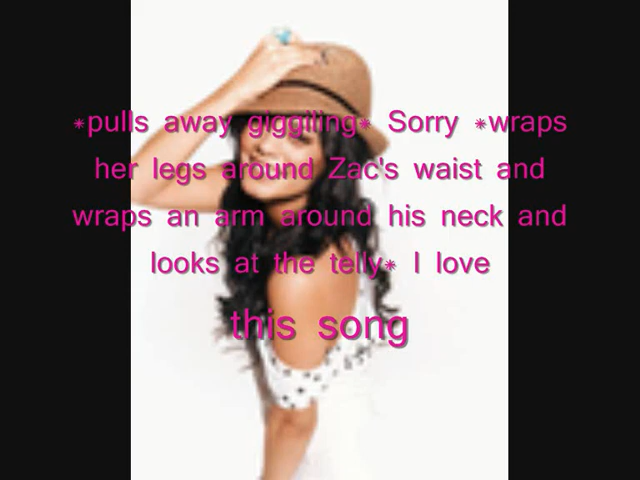 *pulls away giggiling* Sorry *wraps
her legs around Zac's waist and
wraps an arm around his neck and
looks at the telly* I love
this song